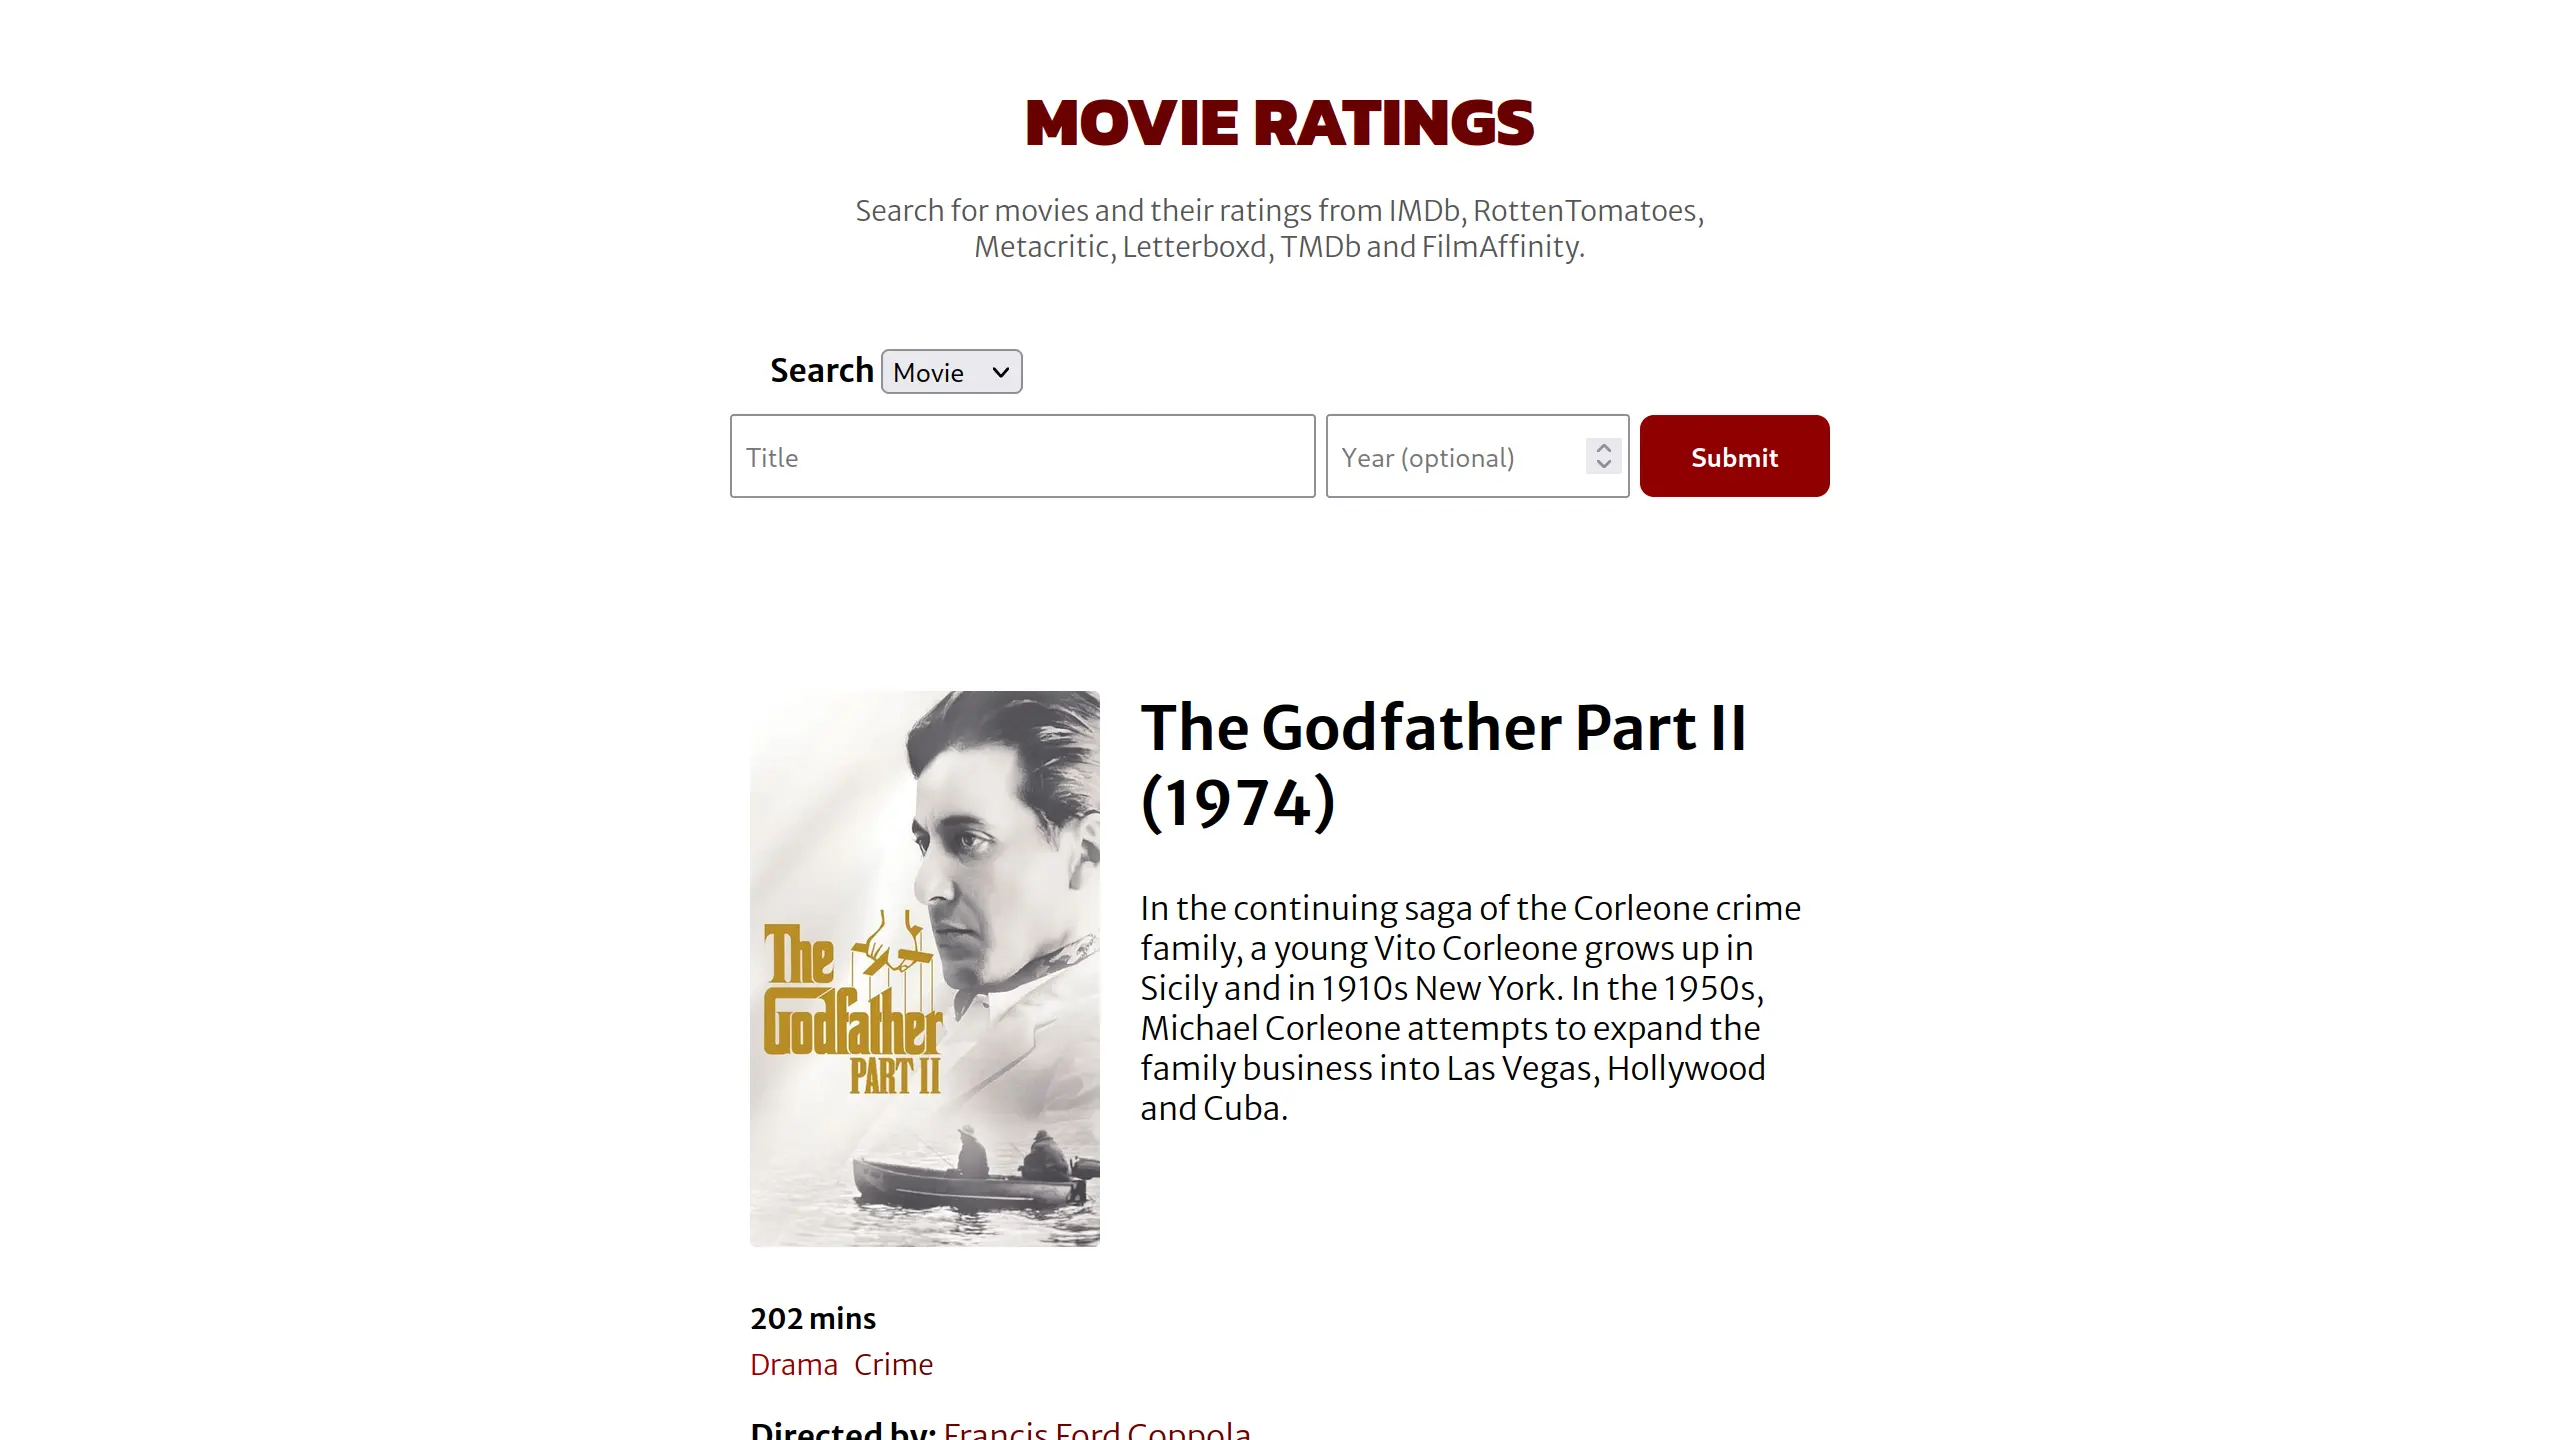 MOVIE RATINGS
Search for movies and their ratings from IMDb, RottenTomatoes,
Metacritic, Letterboxd, TMDb and FilmAffinity.
Search Movie
Title Year (optional) Submit
The Godfather Part II
(1974)
In the continuing saga of the Corleone crime
family, a young Vito Corleone grows up in
Sicily and in 1910s New York. In the 1950s,
Michael Corleone attempts to expand the
family business into Las Vegas, Hollywood
and Cuba.
The
Godfather
PART II
202 mins
Drama Crime
Directed by: Francis Ford Coppola